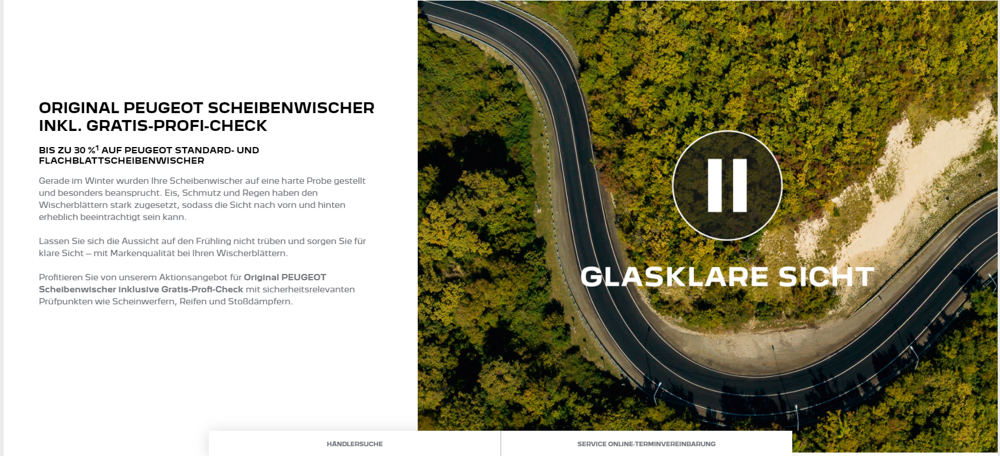 ORIGINAL PEUGEOT SCHEIBENWISCHER
INKL. GRATIS-PROFI-CHECK
BIS ZU 30 %¹ AUF PEUGEOT STANDARD- UND
FLACHBLATTSCHEIBENWISCHER
Gerade im Winter wurden Ihre Scheibenwischer auf eine harte Probe gestellt
und besonders beansprucht. Eis, Schmutz und Regen haben den
Wischerblättern stark zugesetzt, sodass die Sicht nach vorn und hinten
erheblich beeinträchtigt sein kann.
Lassen Sie sich die Aussicht auf den Frühling nicht trüben und sorgen Sie für
klare Sicht – mit Markenqualität bei Ihren Wischerblättern.
Profitieren Sie von unserem Aktionsangebot für Original PEUGEOT
Scheibenwischer inklusive Gratis-Profi-Check mit sicherheitsrelevanten
Prüfpunkten wie Scheinwerfern, Reifen und Stoßdämpfern.
GLASKLARE SICHT
HÄNDLERSUCHE
SERVICE ONLINE-TERMINVEREINBARUNG